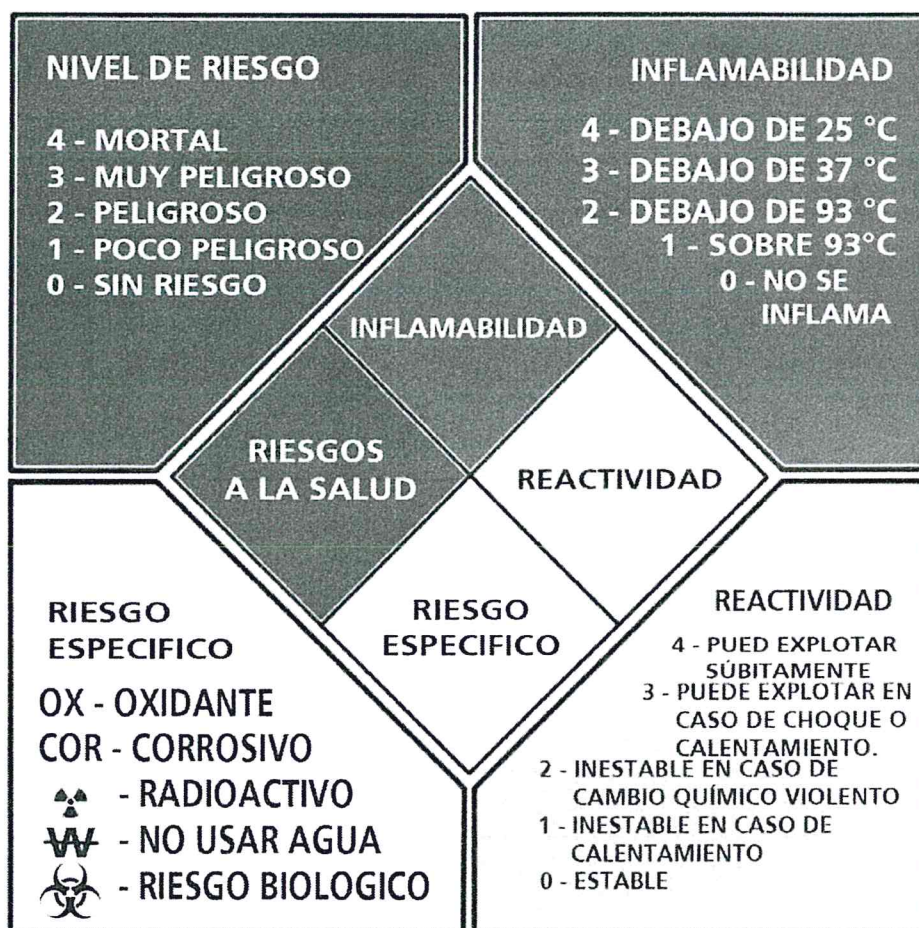 NIVEL DE RIESGO
4 - MORTAL
3 - MUY PELIGROSO
2 - PELIGROSO
1 - POCO PELIGROSO
0 - SIN RIESGO
INFLAMABILIDAD
4 - DEBAJO DE 25 °C
3 - DEBAJO DE 37 °C
2 - DEBAJO DE 93 °C
1 - SOBRE 93°C
0 - NO SE
INFLAMA
INFLAMABILIDAD
RIESGOS
A LA SALUD
REACTIVIDAD
RIESGO
ESPECIFICO
RIESGO
ESPECIFICO
OX - OXIDANTE
COR - CORROSIVO
- RADIOACTIVO
W - NO USAR AGUA
- RIESGO BIOLOGICO
REACTIVIDAD
4 - PUED EXPLOTAR
SÚBITAMENTE
3 - PUEDE EXPLOTAR EN
CASO DE CHOQUE O
CALENTAMIENTO.
2 - INESTABLE EN CASO DE
CAMBIO QUÍMICO VIOLENTO
1 - INESTABLE EN CASO DE
CALENTAMIENTO
0 - ESTABLE